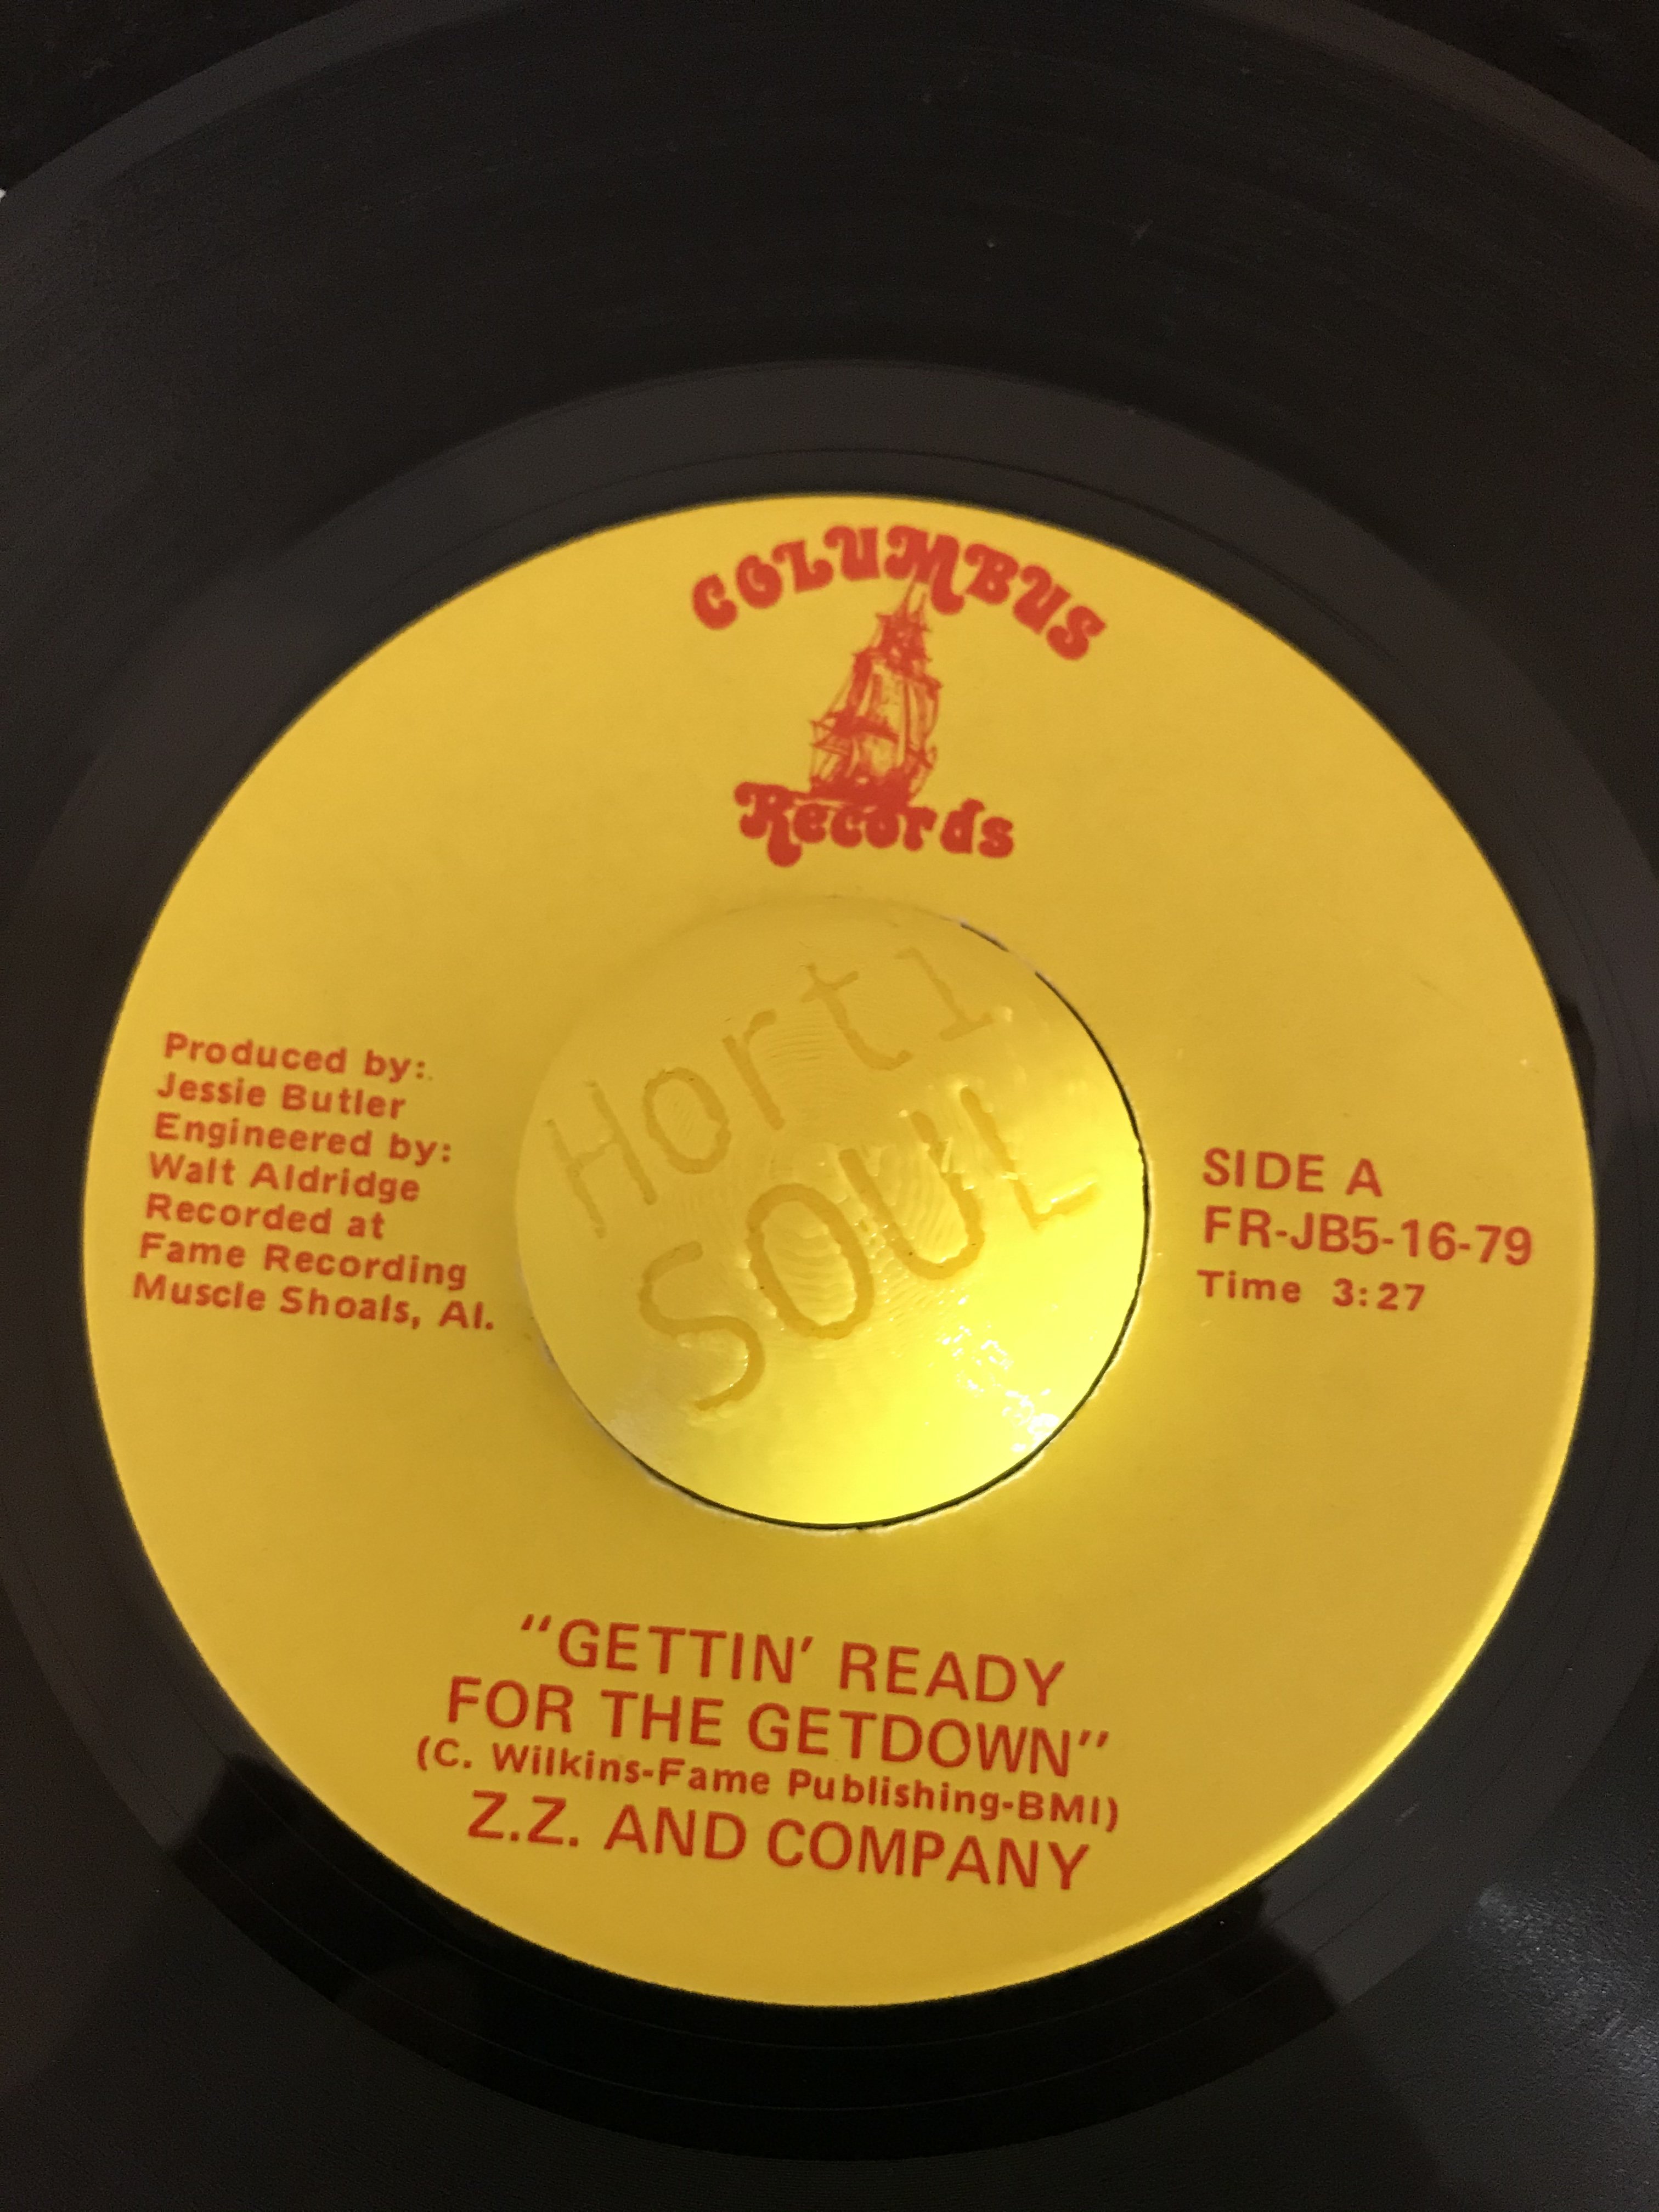 COLUMBUS
Records
Produced by:
Jessie Butler
Engineered by:
Walt Aldridge
Recorded at
Fame Recording
Muscle Shoals, Al.
Horti
SOUL
SIDE A
FR-JB5-16-79
Time 3:27
"GETTIN' READY
FOR THE GETDOWN"
(C. Wilkins-Fame Publishing-BMI)
Z.Z. AND COMPANY